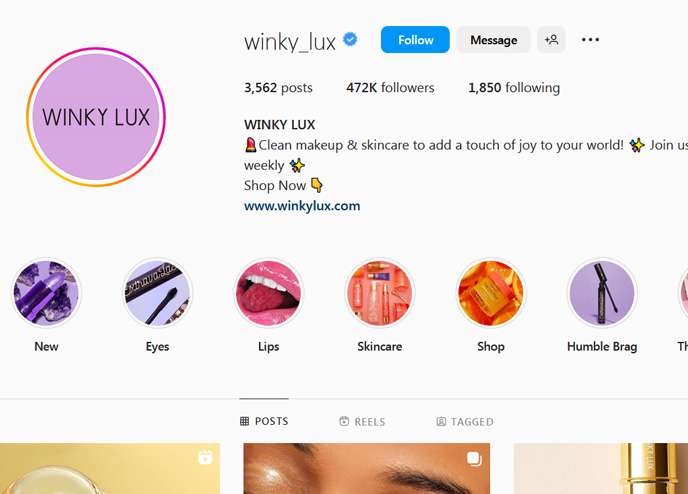 winky_lux
Follow
Message
WINKY LUX
3,562 posts
472K followers
1,850 following
WINKY LUX
🚨Clean makeup & skincare to add a touch of joy to your world! ✨ Join us
weekly ✨
Shop Now 👇
www.winkylux.com
New
Eyes
Lips
Skincare
Shop
Humble Brag
POSTS
REELS
TAGGED